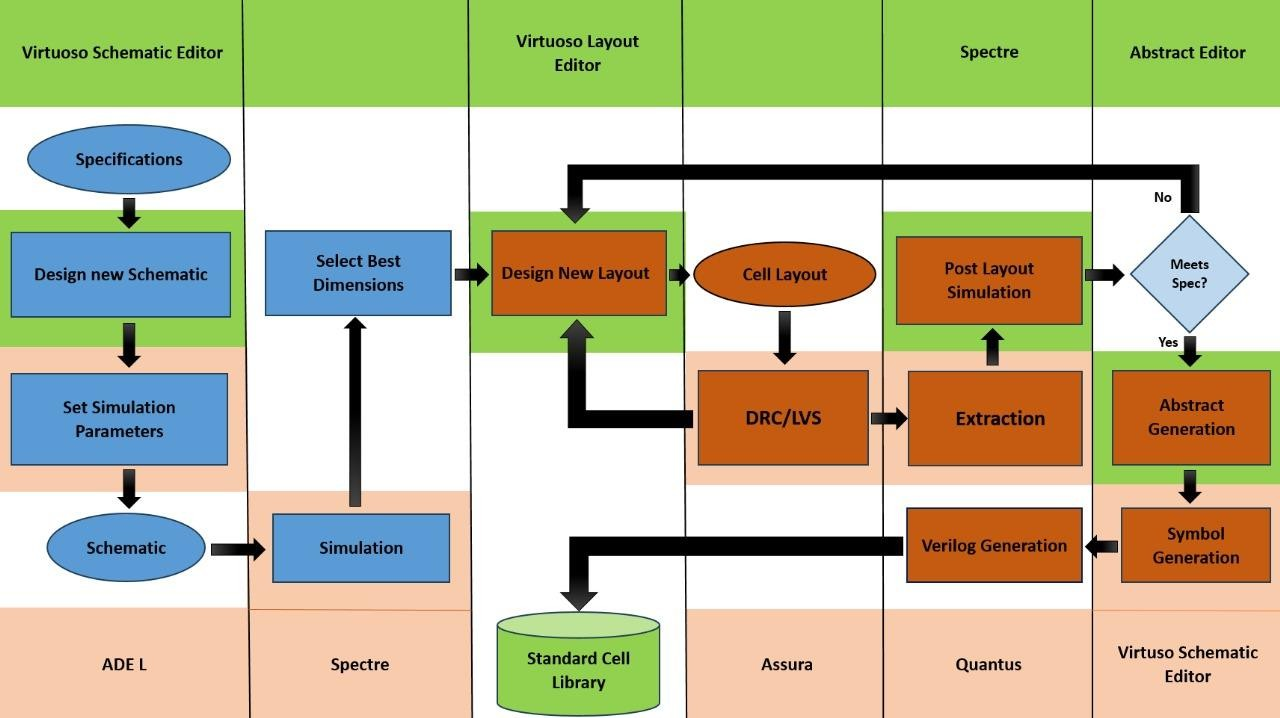 Virtuoso Schematic Editor
Virtuoso Layout
Editor
Spectre
Abstract Editor
Specifications
No
Design new Schematic
Select Best
Dimensions
Design New Layout
Cell Layout
Post Layout
Simulation
Meets
Spec?
Yes
Set Simulation
Parameters
DRC/LVS
Extraction
Abstract
Generation
Schematic
Simulation
Verilog Generation
Symbol
Generation
ADE L
Spectre
Standard Cell
Library
Assura
Quantus
Virtuso Schematic
Editor